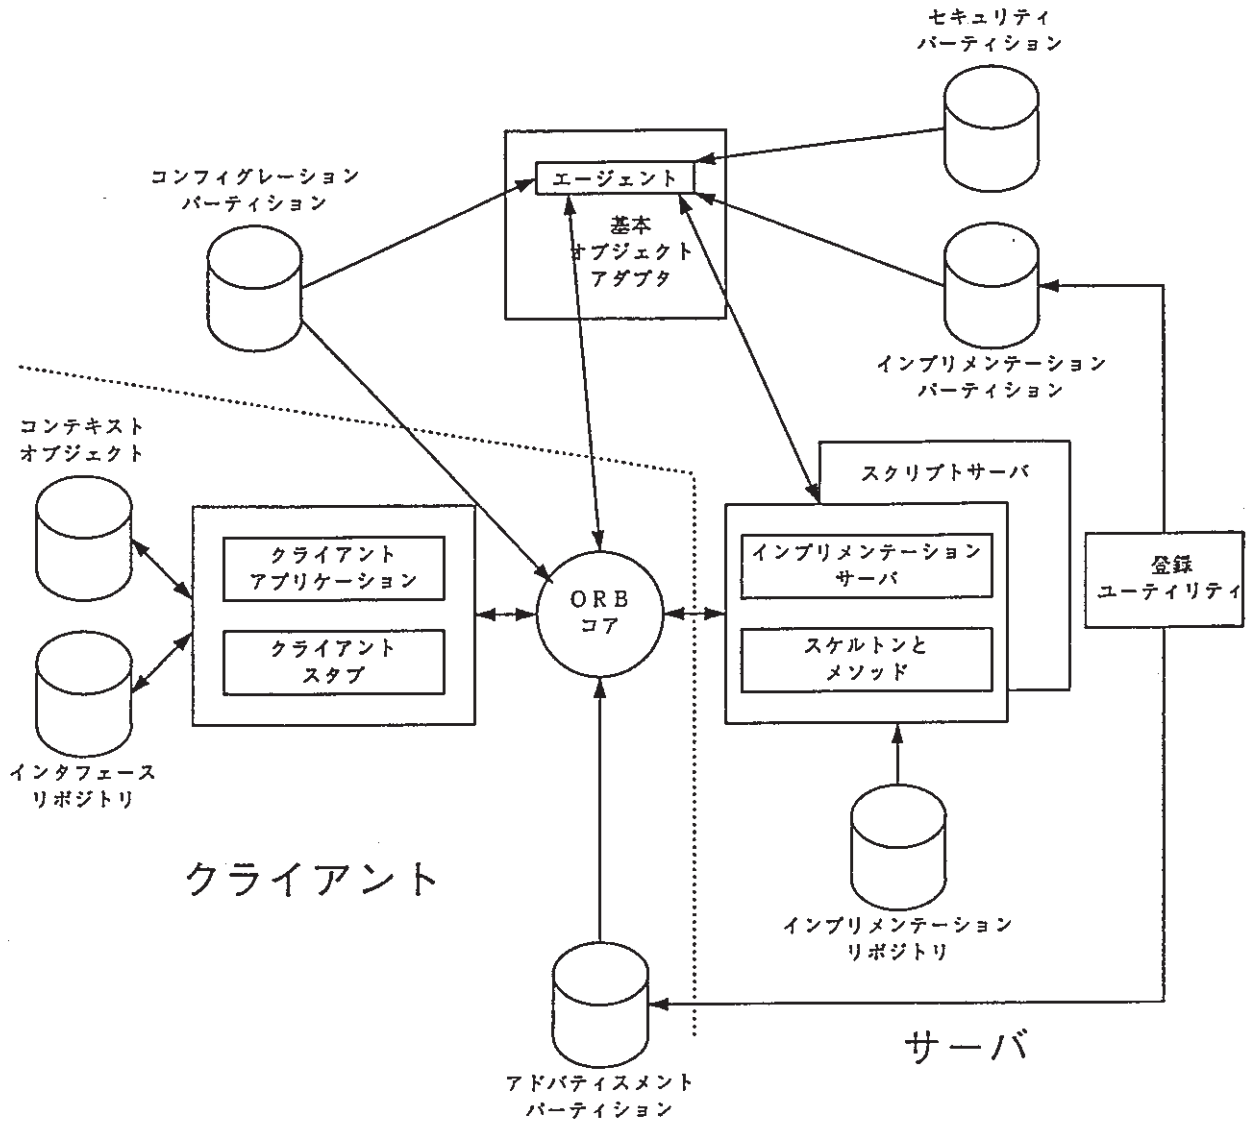 セキュリティ
パーティション
コンフィグレーション
パーティション
エージェント
基本
オブジェクト
アダプタ
インプリメンテーション
パーティション
コンテキスト
オブジェクト
スクリプトサーバ
クライアント
アプリケーション
クライアント
スタブ
ORB
コア
インプリメンテーション
サーバ
スケルトンと
メソッド
登録
ユーティリティ
インタフェース
リポジトリ
クライアント
インプリメンテーション
リポジトリ
サーバ
アドバティスメント
パーティション